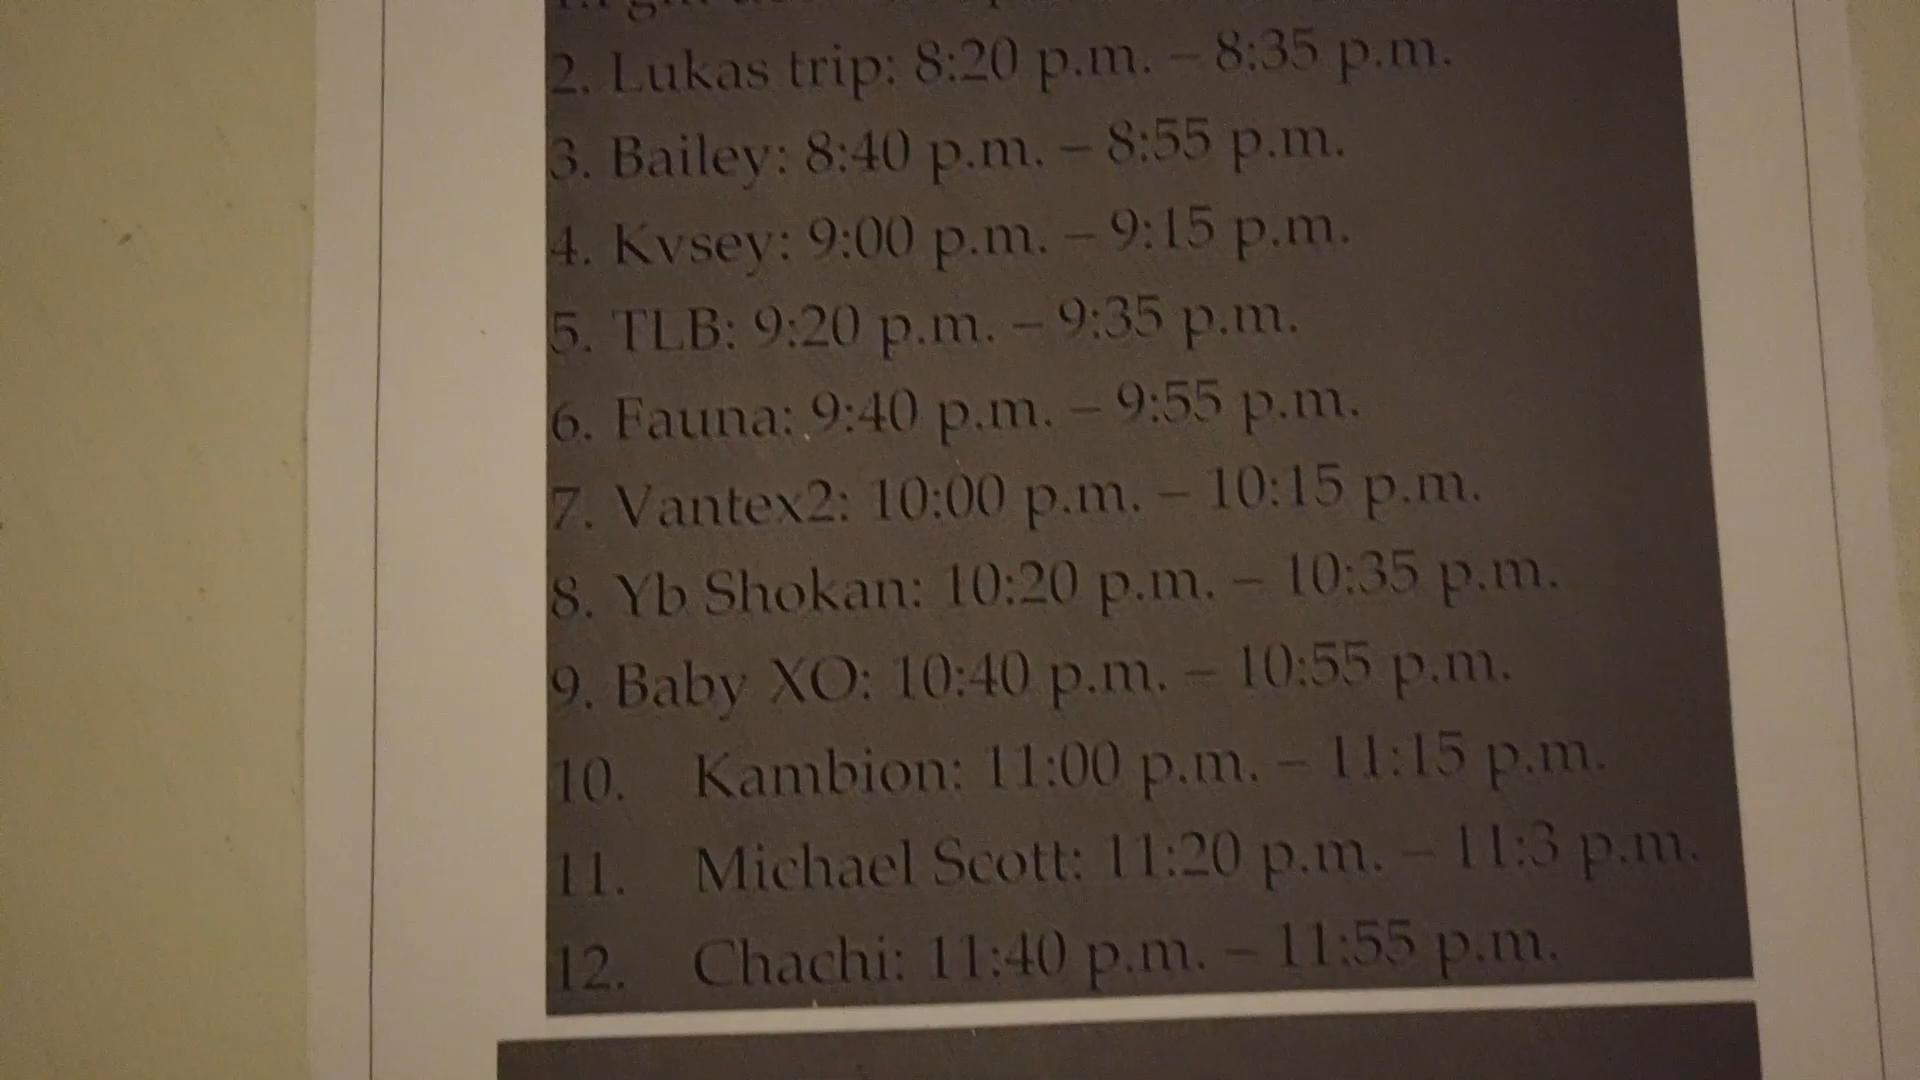 2. Lukas trip: 8:20 p.m. – 8:35 p.m.
3. Bailey: 8:40 p.m. – 8:55 p.m.
4. Kvsey: 9:00 p.m. – 9:15 p.m.
5. TLB: 9:20 p.m. – 9:35 p.m.
6. Fauna: 9:40 p.m. – 9:55 p.m.
7. Vantex2: 10:00 p.m. – 10:15 p.m.
8. Yb Shokan: 10:20 p.m. – 10:35 p.m.
9. Baby XO: 10:40 p.m. – 10:55 p.m.
10. Kambion: 11:00 p.m. – 11:15 p.m.
11. Michael Scott: 11:20 p.m. – 11:3 p.m.
12. Chachi: 11:40 p.m. – 11:55 p.m.